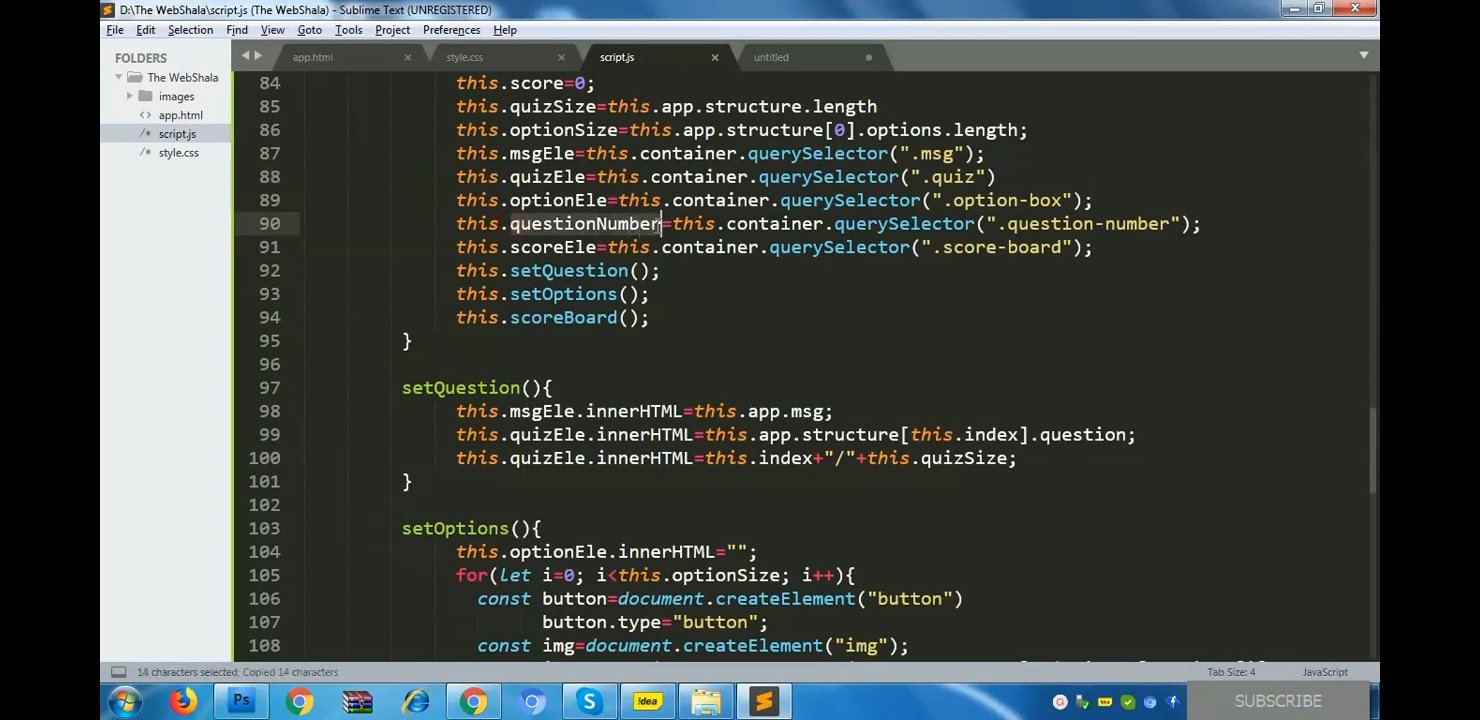 D:\The WebShala\script.js (The WebShala) - Sublime Text (UNREGISTERED)
File Edit Selection Find View Goto Tools Project Preferences Help
FOLDERS
The WebShala
images
<> app.html
/* script.js
/* style.css
app.html style.css script.js untitled
84 this.score=0;
85 this.quizSize=this.app.structure.length
86 this.optionSize=this.app.structure[0].options.length;
87 this.msgEle=this.container.querySelector(".msg");
88 this.quizEle=this.container.querySelector(".quiz")
89 this.optionEle=this.container.querySelector(".option-box");
90 this.questionNumber=this.container.querySelector(".question-number");
91 this.scoreEle=this.container.querySelector(".score-board");
92 this.setQuestion();
93 this.setOptions();
94 this.scoreBoard();
95 }
96
97 setQuestion(){
98 this.msgEle.innerHTML=this.app.msg;
99 this.quizEle.innerHTML=this.app.structure[this.index].question;
100 this.quizEle.innerHTML=this.index+"/"+this.quizSize;
101 }
102
103 setOptions(){
104 this.optionEle.innerHTML="";
105 for(let i=0; i<this.optionSize; i++){
106 const button=document.createElement("button")
107 button.type="button";
108 const img=document.createElement("img");
14 characters selected; Copied 14 characters Tab Size: 4 JavaScript
Ps
!dea
SUBSCRIBE